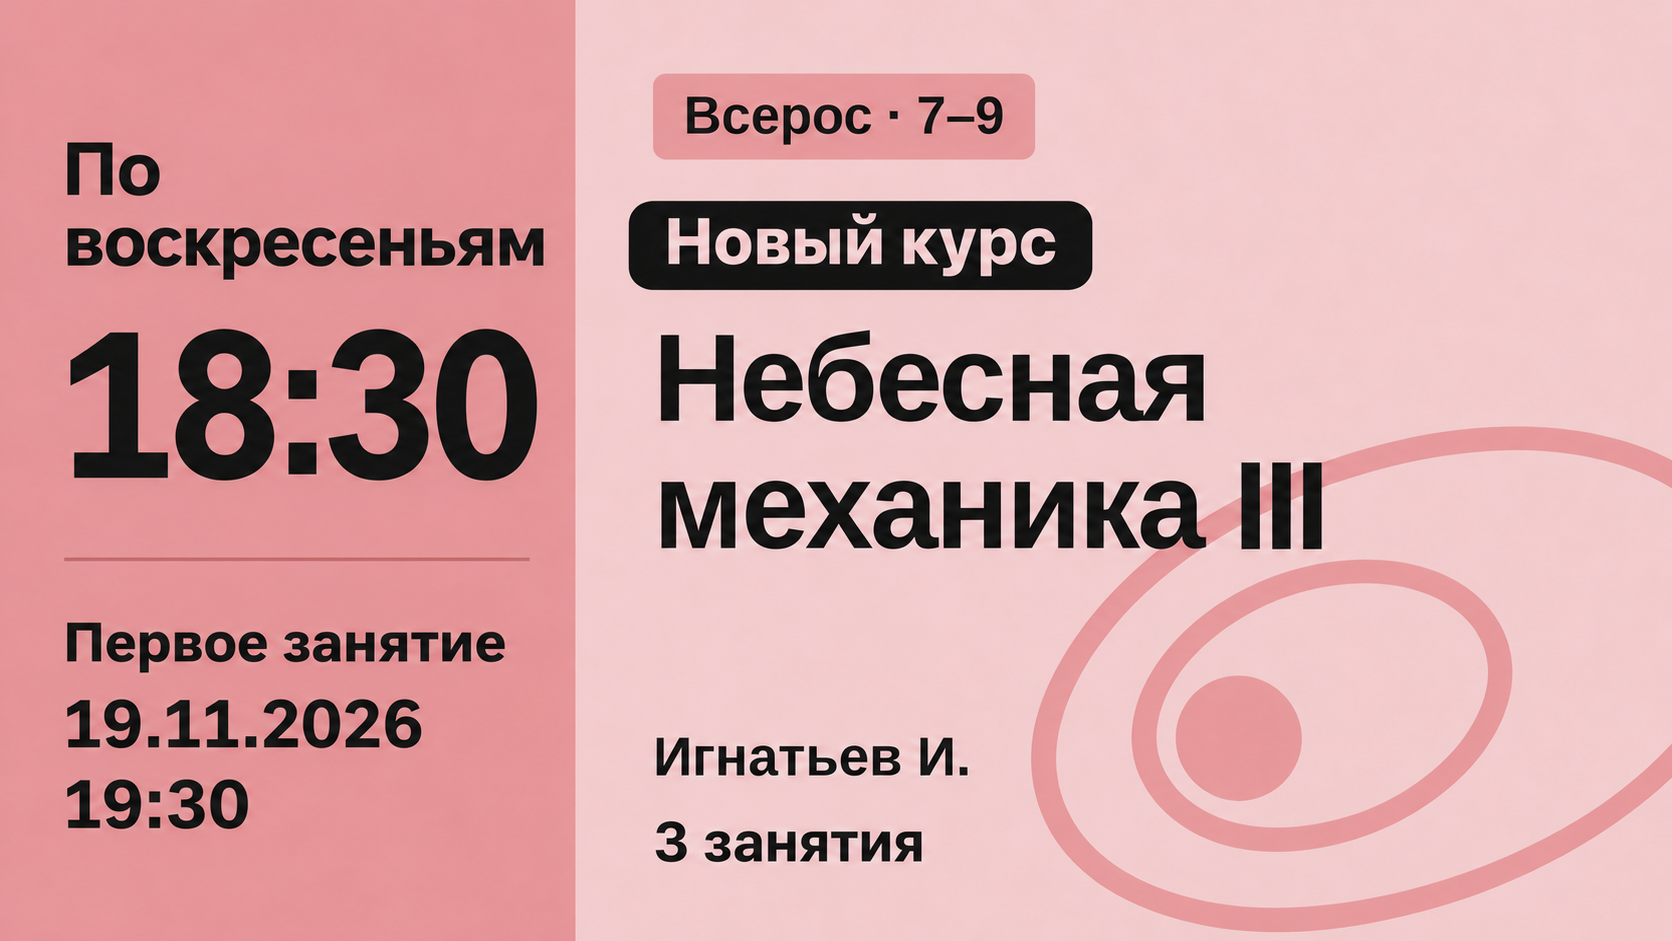 По
воскресеньям
18:30
Первое занятие
19.11.2026
19:30
Всерос · 7–9
Новый курс
Небесная
механика III
Игнатьев И.
3 занятия